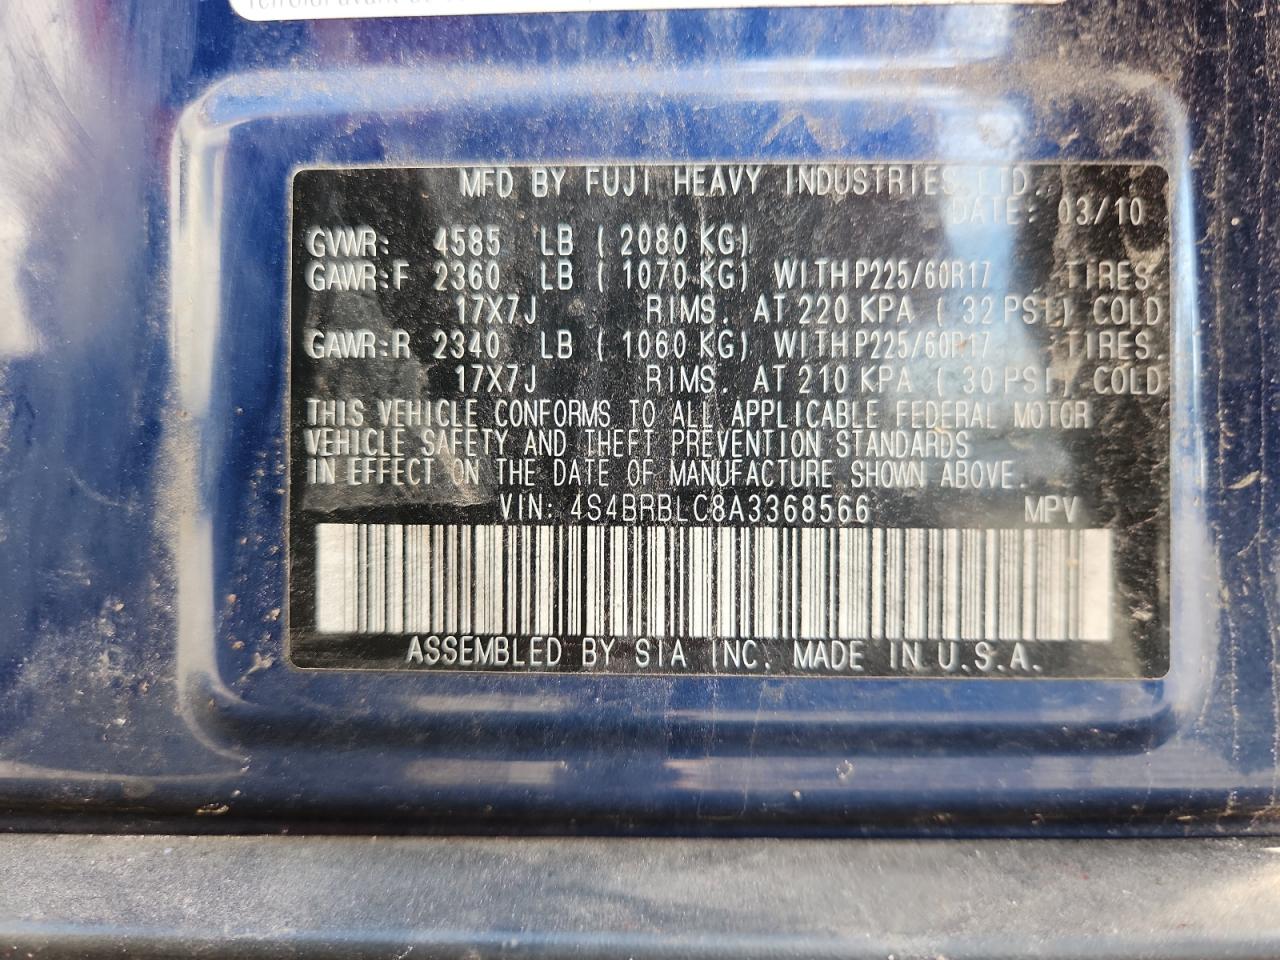 MFD BY FUJI HEAVY INDUSTRIES LTD.
DATE: 03/10
GVWR: 4585 LB ( 2080 KG)
GAWR:F 2360 LB ( 1070 KG) WITH P225/60R17 TIRES.
17X7J RIMS. AT 220 KPA ( 32 PSI) COLD
GAWR:R 2340 LB ( 1060 KG) WITH P225/60R17 TIRES.
17X7J RIMS. AT 210 KPA ( 30 PSI) COLD
THIS VEHICLE CONFORMS TO ALL APPLICABLE FEDERAL MOTOR
VEHICLE SAFETY AND THEFT PREVENTION STANDARDS
IN EFFECT ON THE DATE OF MANUFACTURE SHOWN ABOVE.
VIN: 4S4BRBLC8A3368566 MPV
ASSEMBLED BY SIA INC. MADE IN U.S.A.